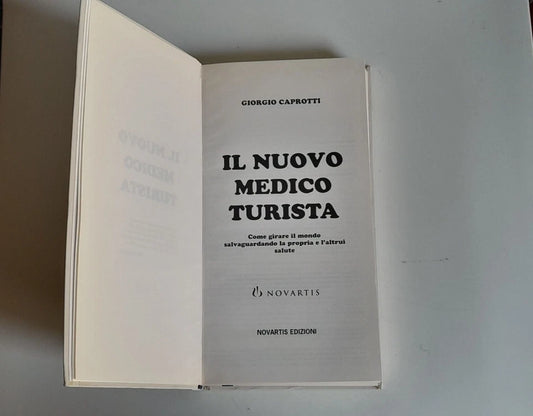 GIORGIO CAPROTTI
IL NUOVO
MEDICO
TURISTA
Come girare il mondo
salvaguardando la propria e l'altrui
salute
NOVARTIS
NOVARTIS EDIZIONI